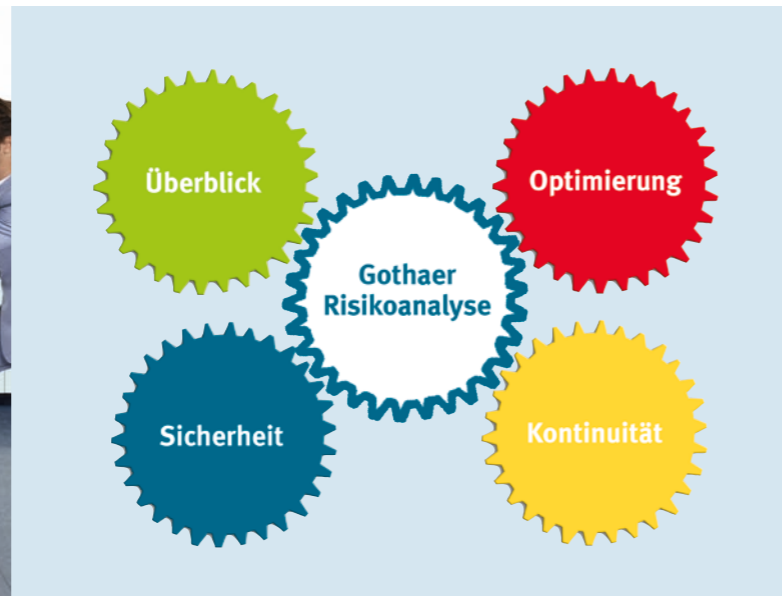 Überblick
Optimierung
Gothaer
Risikoanalyse
Sicherheit
Kontinuität